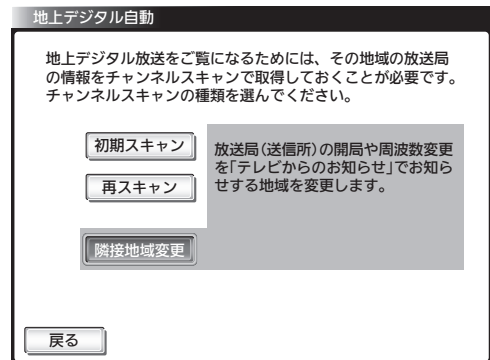 地上デジタル自動
地上デジタル放送をご覧になるためには、その地域の放送局
の情報をチャンネルスキャンで取得しておくことが必要です。
チャンネルスキャンの種類を選んでください。
初期スキャン
再スキャン
隣接地域変更
放送局(送信所)の開局や周波数変更
を｢テレビからのお知らせ｣でお知ら
せする地域を変更します。
戻る